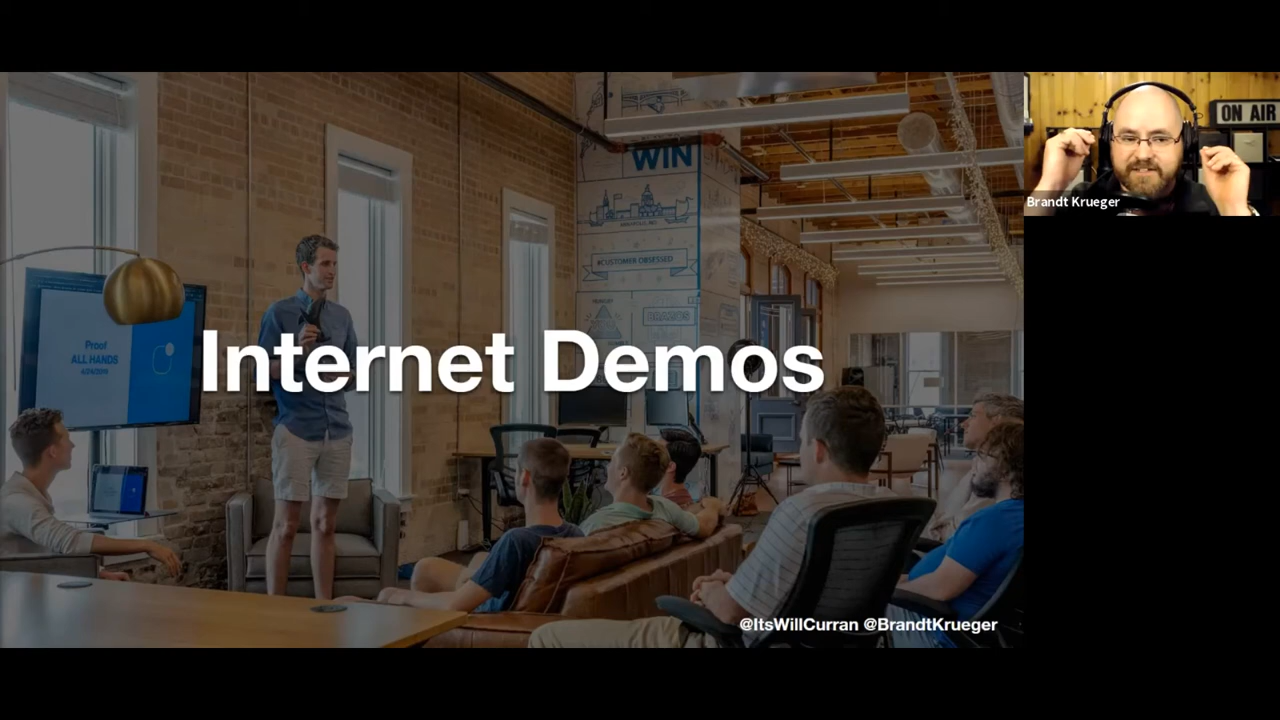 WIN
ON AIR
Brandt Krueger
#CUSTOMER OBSESSED
Proof
ALL HANDS
Internet Demos
@ItsWillCurran @BrandtKrueger